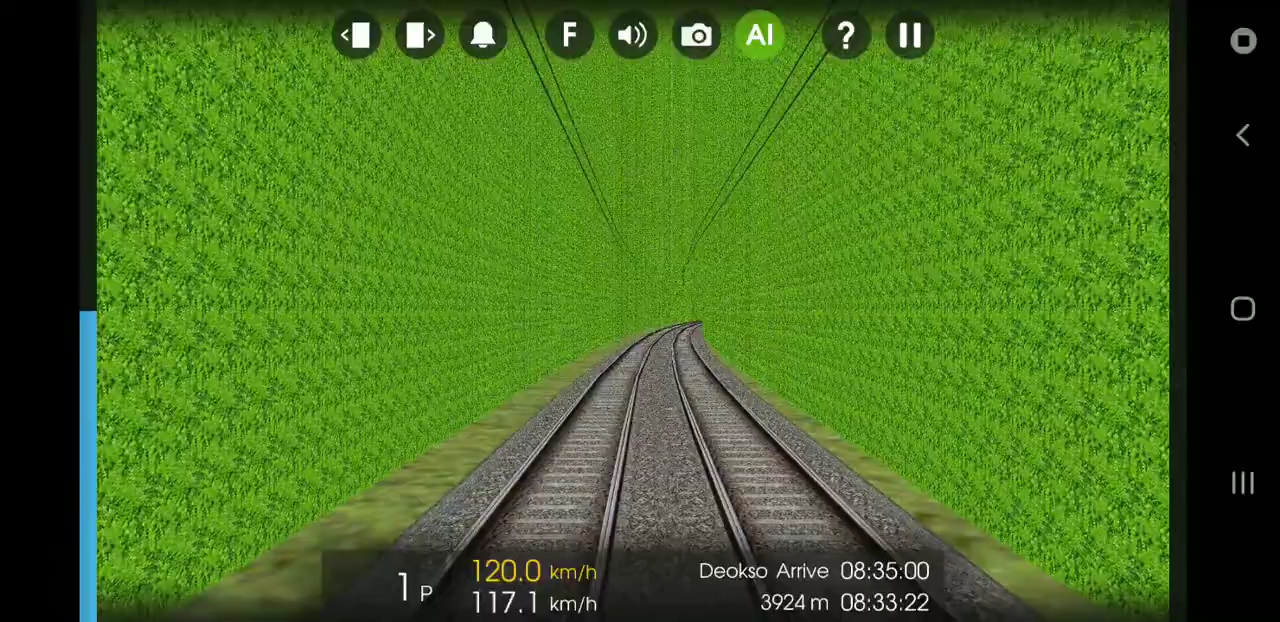 F
AI
?
1 P
120.0 km/h
117.1 km/h
Deokso Arrive 08:35:00
3924 m 08:33:22